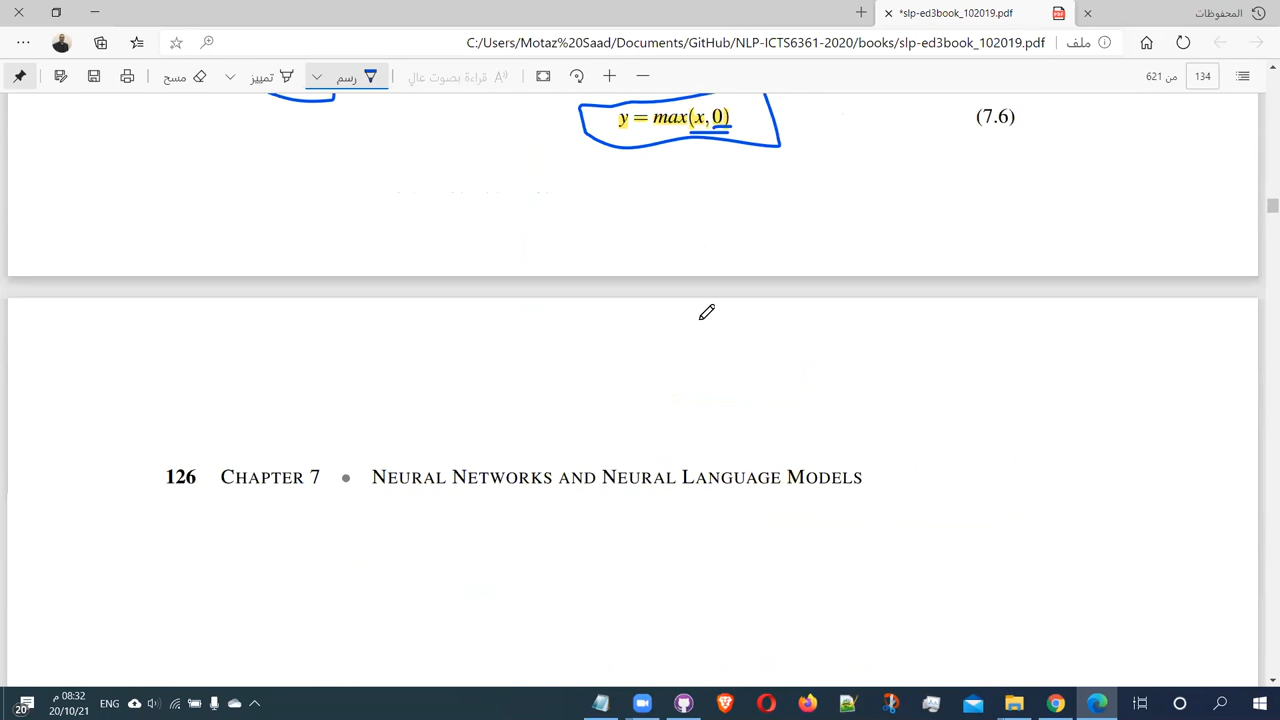 *slp-ed3book_102019.pdf
المحفوظات
C:/Users/Motaz%20Saad/Documents/GitHub/NLP-ICTS6361-2020/books/slp-ed3book_102019.pdf
ملف
مسح
تمييز
رسم
قراءة بصوت عالٍ
من 621
134
y = max(x, 0)
(7.6)
126 CHAPTER 7 • NEURAL NETWORKS AND NEURAL LANGUAGE MODELS
08:32 م
20/10/21
ENG
20